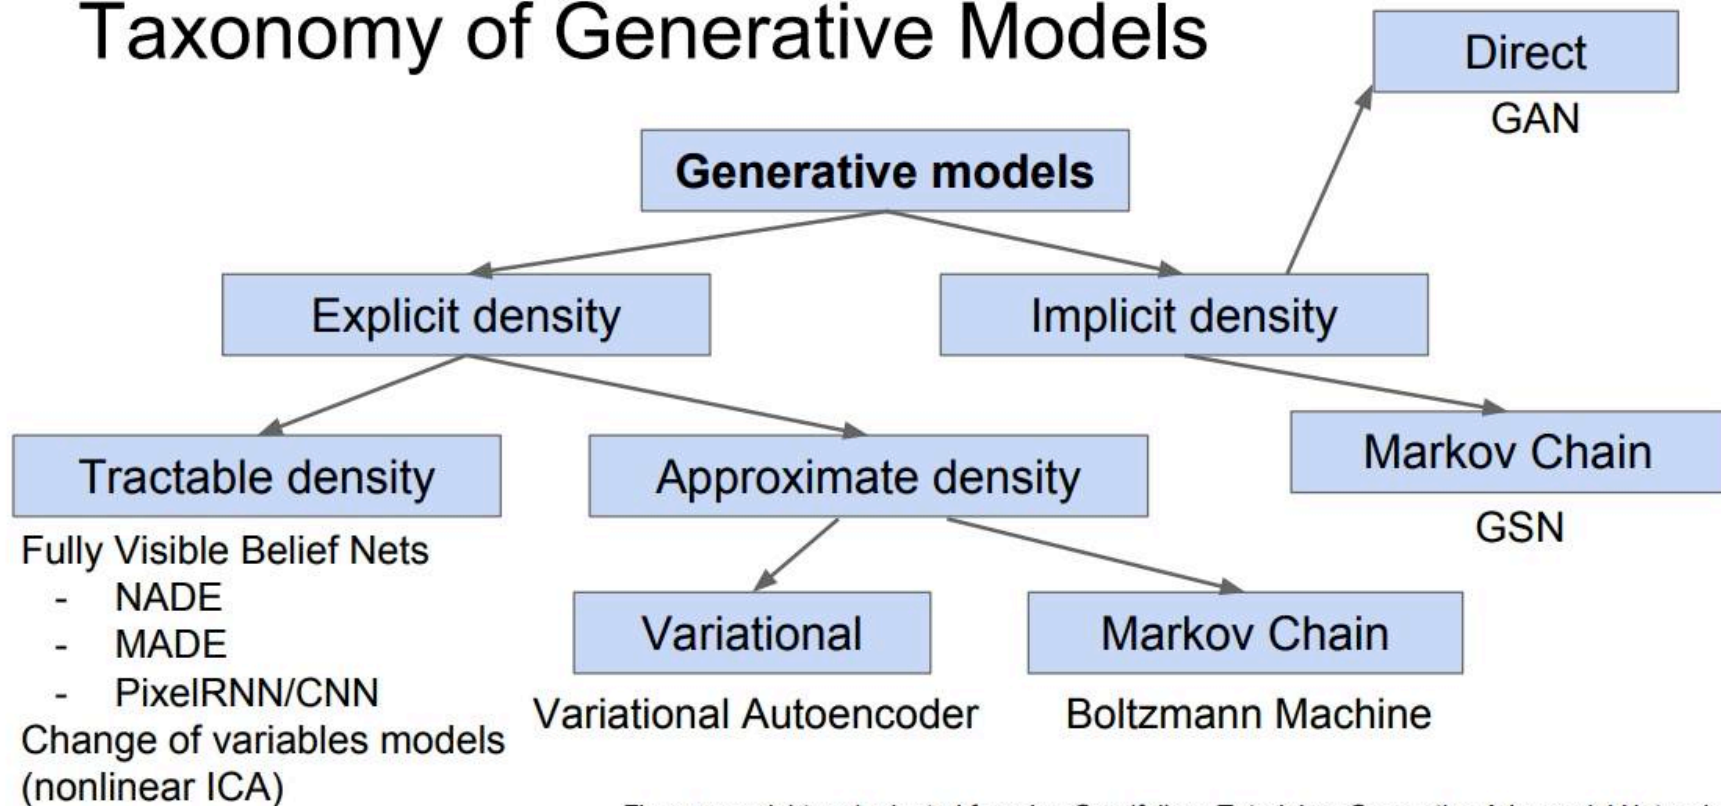 Taxonomy of Generative Models
Direct
GAN
Generative models
Explicit density
Implicit density
Tractable density
Approximate density
Markov Chain
GSN
Fully Visible Belief Nets
- NADE
- MADE
- PixelRNN/CNN
Change of variables models
(nonlinear ICA)
Variational
Markov Chain
Variational Autoencoder
Boltzmann Machine